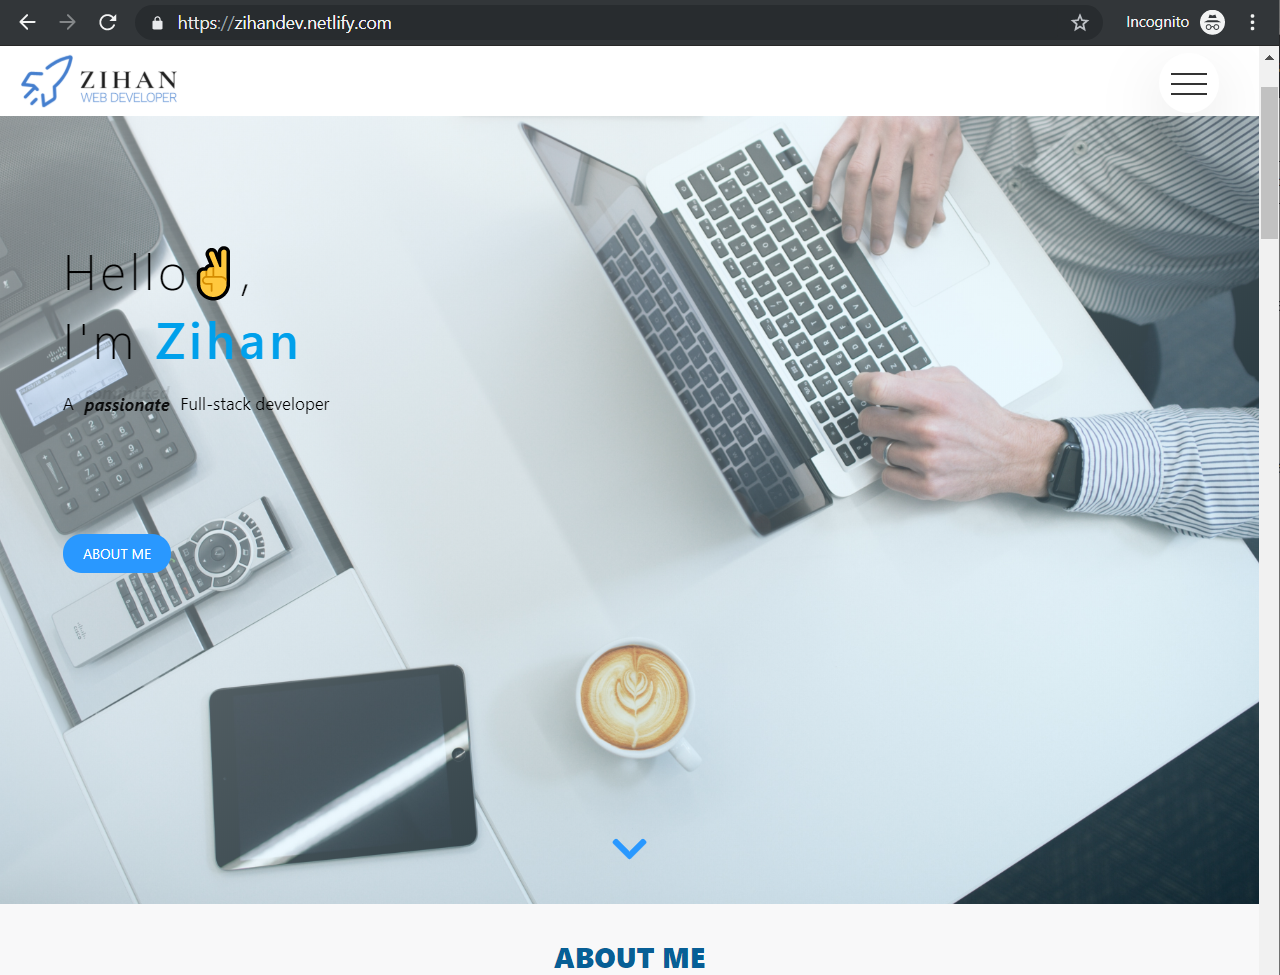 https://zihandev.netlify.com
Incognito
ZIHAN
WEB DEVELOPER
Hello✌,
I'm Zihan
A passionate Full-stack developer
ABOUT ME
ABOUT ME